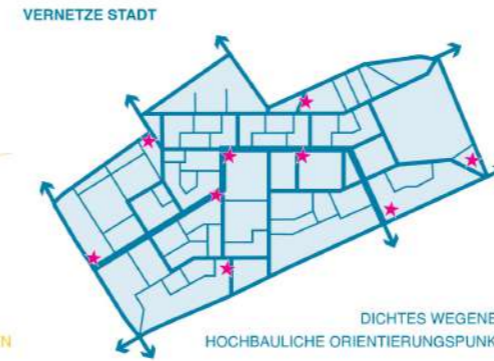 VERNETZE STADT
DICHTES WEGENE
HOCHBAULICHE ORIENTIERUNGSPUNK
N